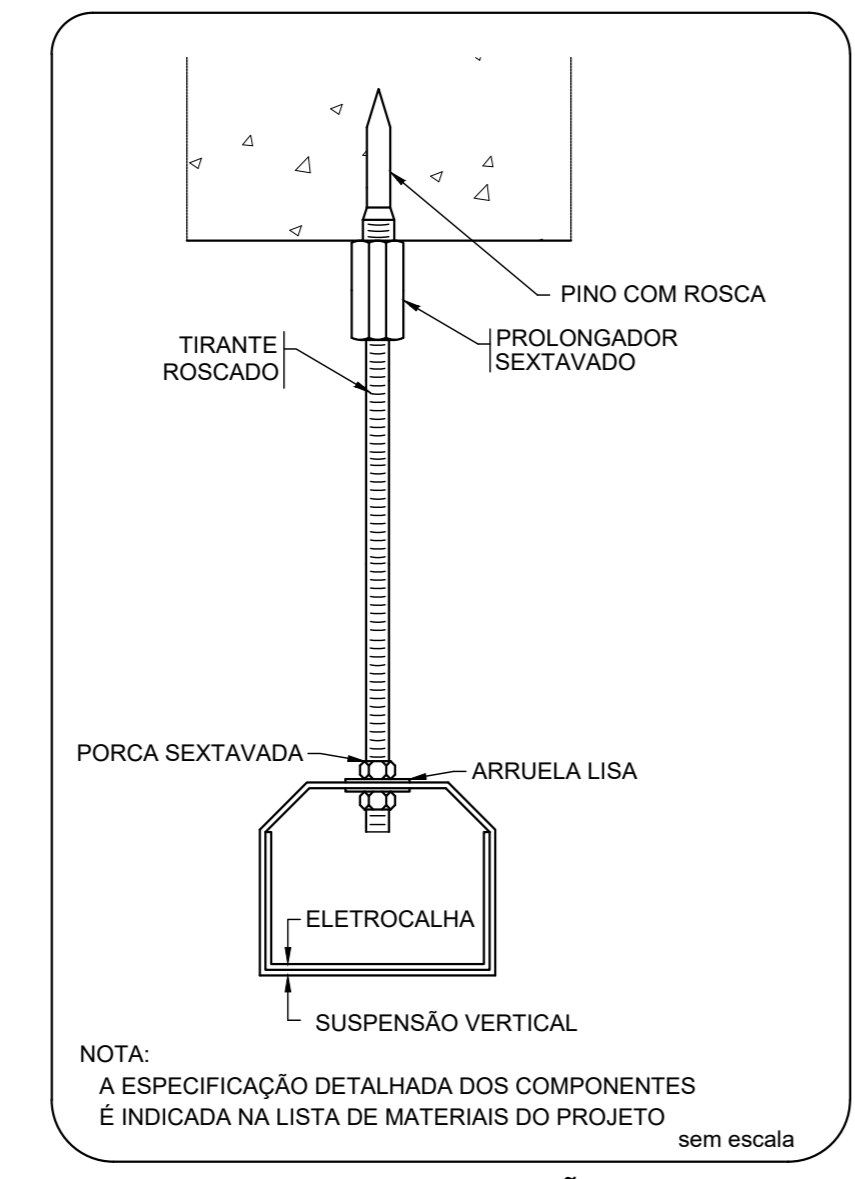 PINO COM ROSCA
PROLONGADOR
SEXTAVADO
TIRANTE
ROSCADO
PORCA SEXTAVADA
ARRUELA LISA
ELETROCALHA
SUSPENSÃO VERTICAL
NOTA:
A ESPECIFICAÇÃO DETALHADA DOS COMPONENTES
É INDICADA NA LISTA DE MATERIAIS DO PROJETO
sem escala